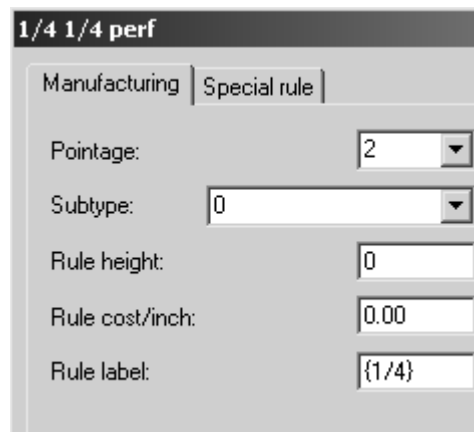 1/4 1/4 perf
Manufacturing Special rule
Pointage: 2
Subtype: 0
Rule height: 0
Rule cost/inch: 0.00
Rule label: {1/4}